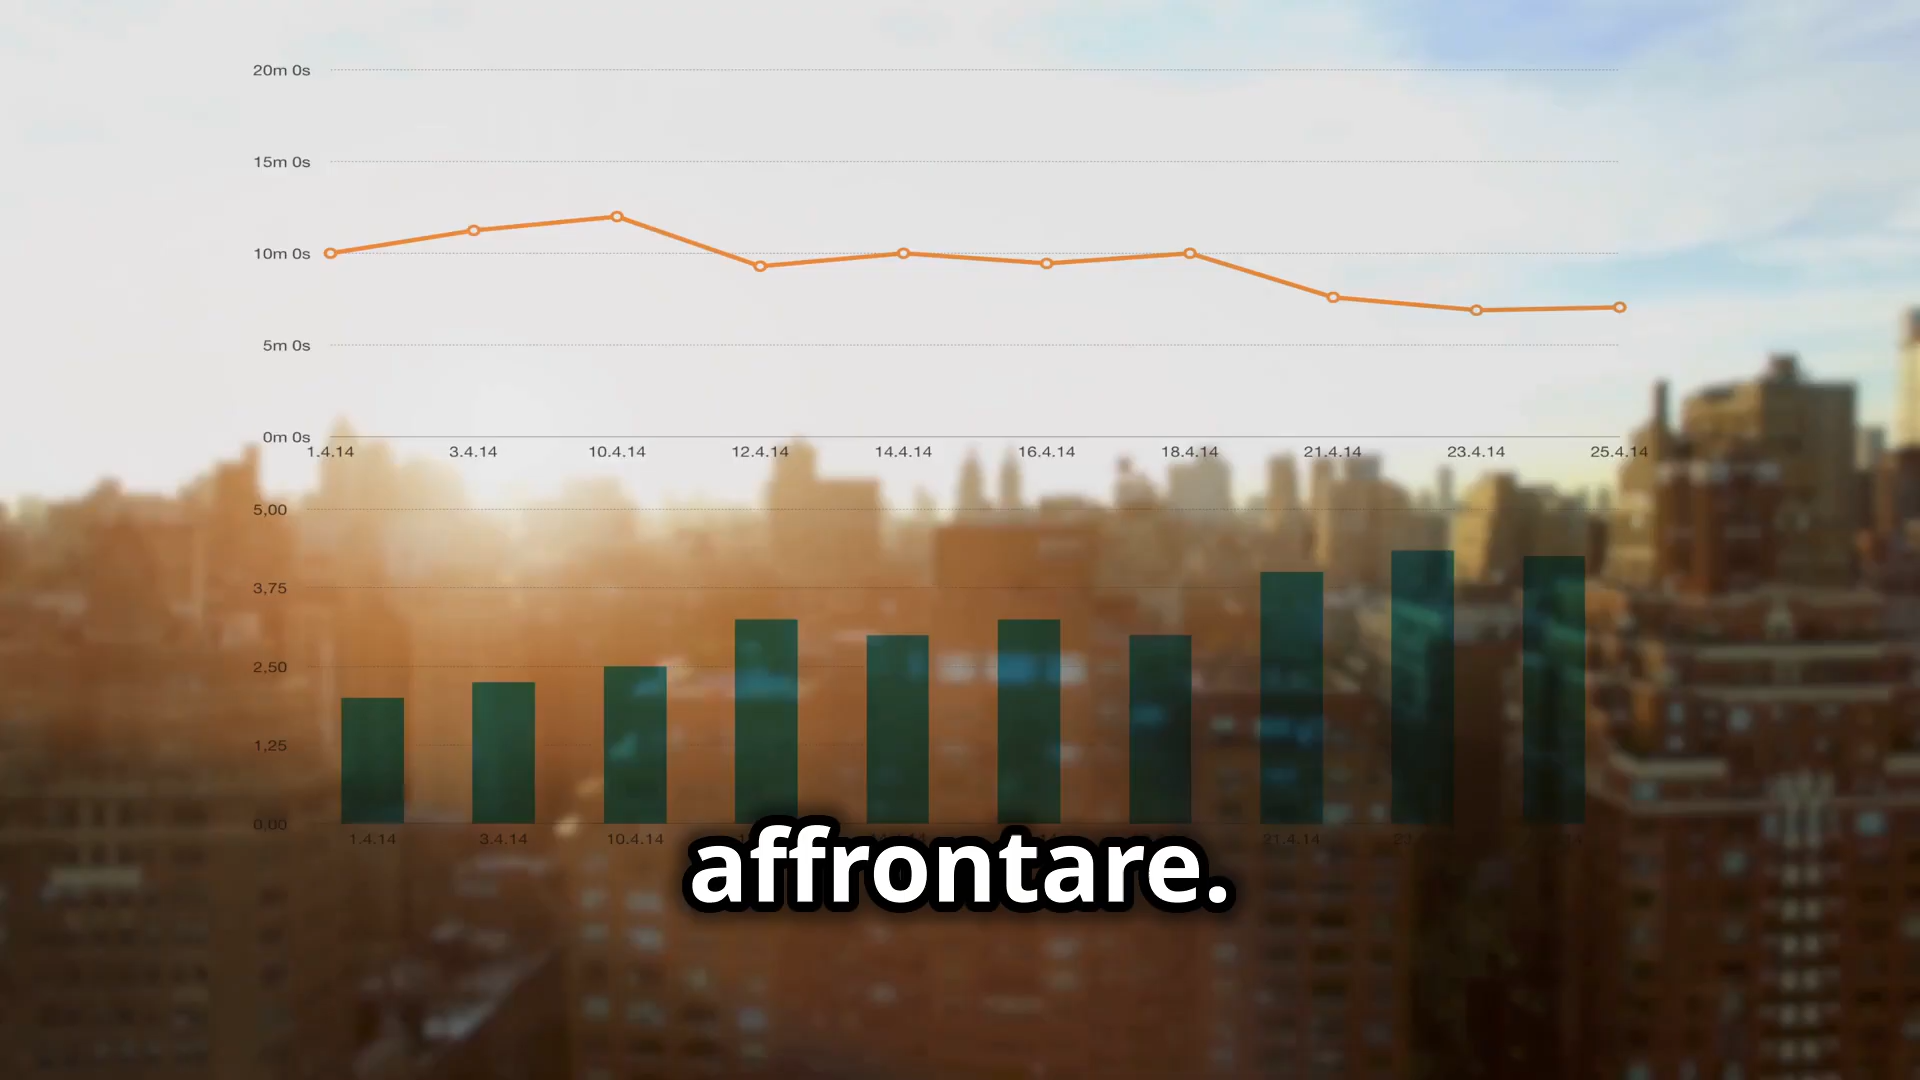 20m 0s
15m 0s
10m 0s
5m 0s
0m 0s
1.4.14 3.4.14 10.4.14 12.4.14 14.4.14 16.4.14 18.4.14 21.4.14 23.4.14 25.4.14
5,00
3,75
2,50
1,25
0,00
1.4.14 3.4.14 10.4.14 21.4.14
affrontare.